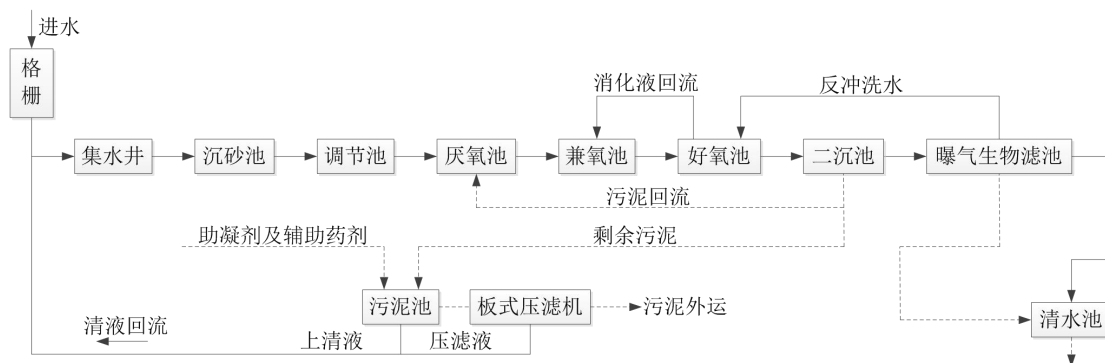 进水
格
栅
消化液回流
反冲洗水
集水井
沉砂池
调节池
厌氧池
兼氧池
好氧池
二沉池
曝气生物滤池
污泥回流
助凝剂及辅助药剂
剩余污泥
污泥池
板式压滤机
污泥外运
清水池
清液回流
上清液
压滤液